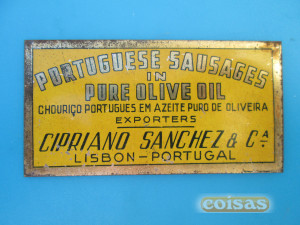 PORTUGUESE SAUSAGES
IN
PURE OLIVE OIL
CHOURIÇO PORTUGUES EM AZEITE PURO DE OLIVEIRA
EXPORTERS
CIPRIANO SANCHEZ & Cª.
LISBON-PORTUGAL
coisas